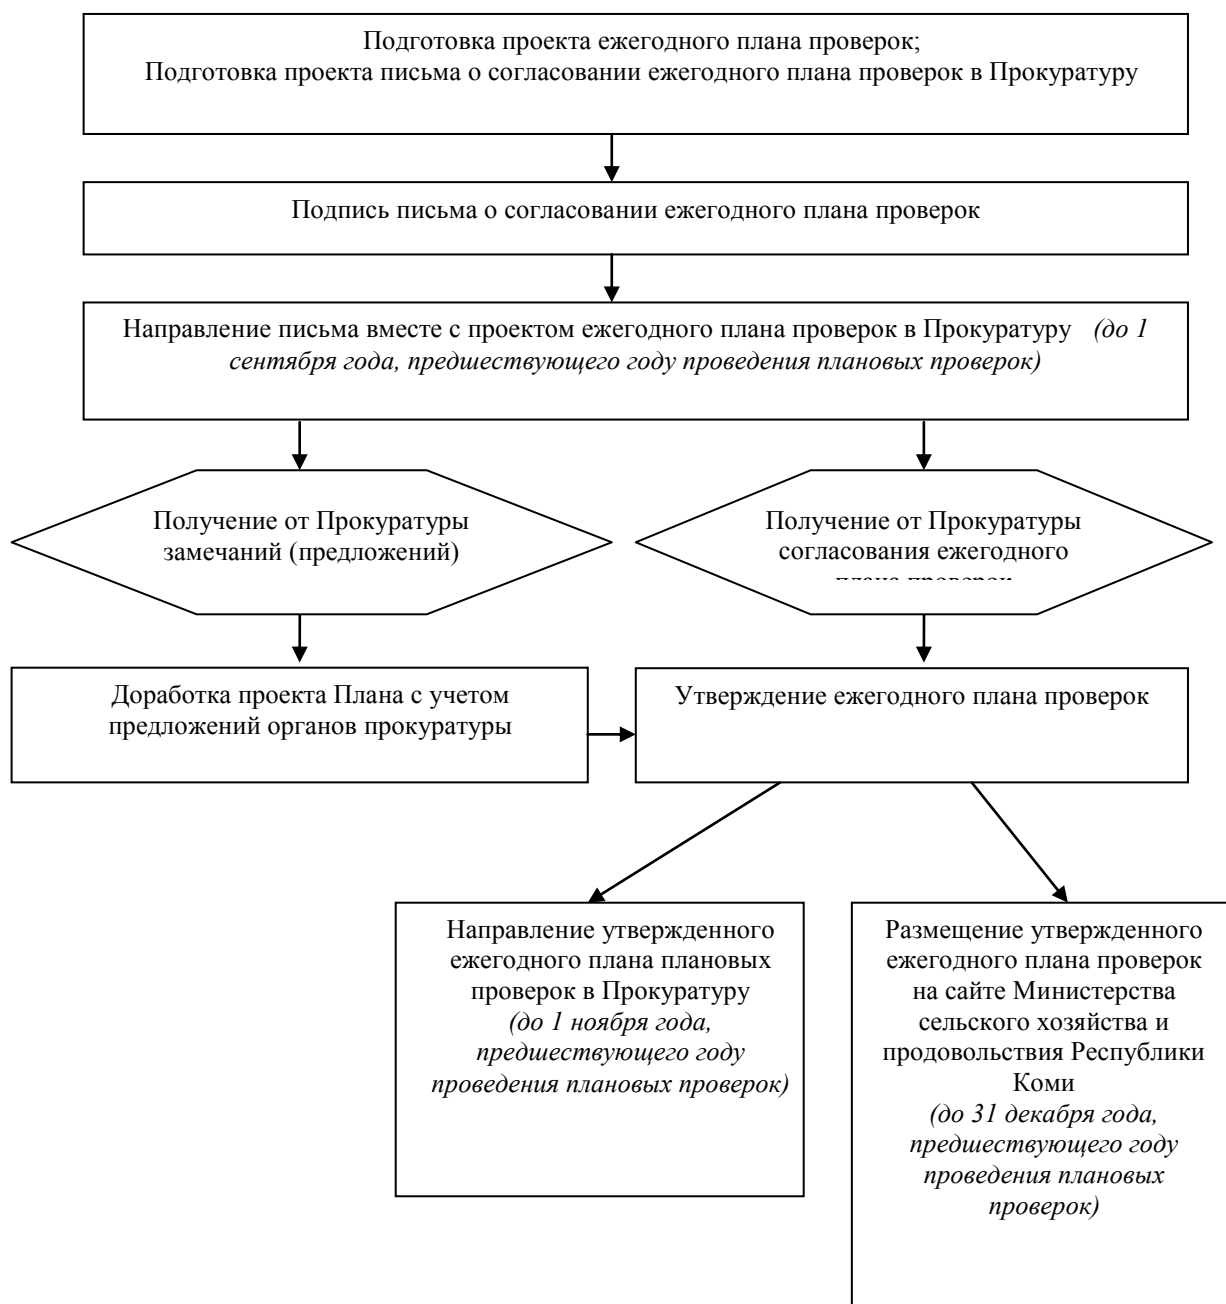 Подготовка проекта ежегодного плана проверок;
Подготовка проекта письма о согласовании ежегодного плана проверок в Прокуратуру
Подпись письма о согласовании ежегодного плана проверок
Направление письма вместе с проектом ежегодного плана проверок в Прокуратуру (до 1
сентября года, предшествующего году проведения плановых проверок)
Получение от Прокуратуры
замечаний (предложений)
Получение от Прокуратуры
согласования ежегодного
плана проверок
Доработка проекта Плана с учетом
предложений органов прокуратуры
Утверждение ежегодного плана проверок
Направление утвержденного
ежегодного плана плановых
проверок в Прокуратуру
(до 1 ноября года,
предшествующего году
проведения плановых проверок)
Размещение утвержденного
ежегодного плана проверок
на сайте Министерства
сельского хозяйства и
продовольствия Республики
Коми
(до 31 декабря года,
предшествующего году
проведения плановых
проверок)